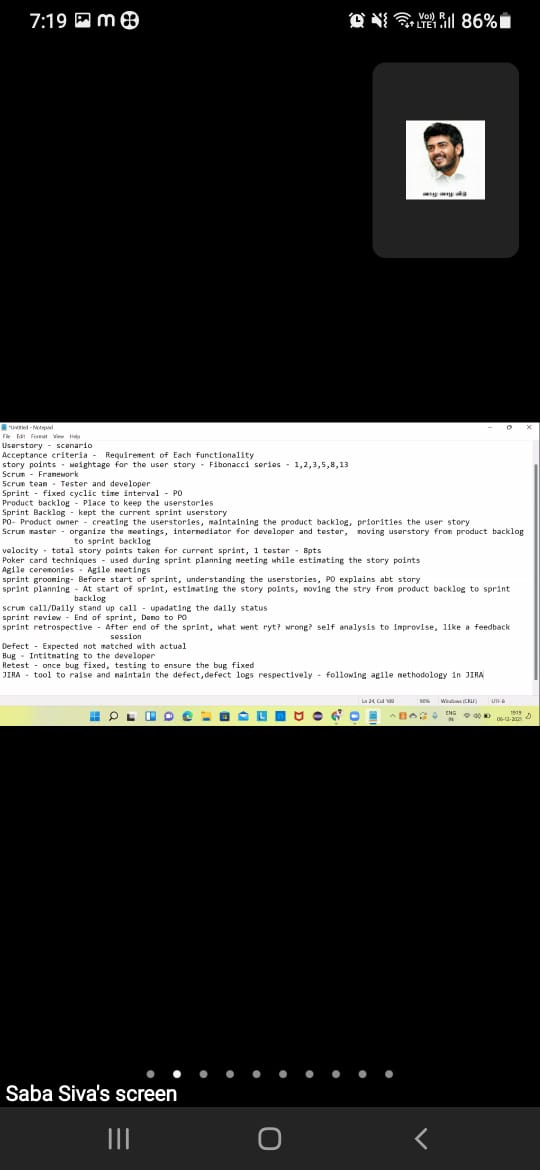 7:19 m Vo)) R LTE1 86%
வாழு வாழ விடு
*Untitled - Notepad
File Edit Format View Help
Userstory - scenario
Acceptance criteria - Requirement of Each functionality
story points - weightage for the user story - Fibonacci series - 1,2,3,5,8,13
Scrum - Framework
Scrum team - Tester and developer
Sprint - fixed cyclic time interval - PO
Product backlog - Place to keep the userstories
Sprint Backlog - kept the current sprint userstory
PO- Product owner - creating the userstories, maintaining the product backlog, priorities the user story
Scrum master - organize the meetings, intermediator for developer and tester, moving userstory from product backlog
to sprint backlog
velocity - total story points taken for current sprint, 1 tester - 8pts
Poker card techniques - used during sprint planning meeting while estimating the story points
Agile ceremonies - Agile meetings
sprint grooming- Before start of sprint, understanding the userstories, PO explains abt story
sprint planning - At start of sprint, estimating the story points, moving the stry from product backlog to sprint
backlog
scrum call/Daily stand up call - upadating the daily status
sprint review - End of sprint, Demo to PO
sprint retrospective - After end of the sprint, what went ryt? wrong? self analysis to improvise, like a feedback
session
Defect - Expected not matched with actual
Bug - Intitmating to the developer
Retest - once bug fixed, testing to ensure the bug fixed
JIRA - tool to raise and maintain the defect,defect logs respectively - following agile methodology in JIRA
Ln 24, Col 108 90% Windows (CRLF) UTF-8
ENG 19:19
IN 06-12-2021
Saba Siva's screen